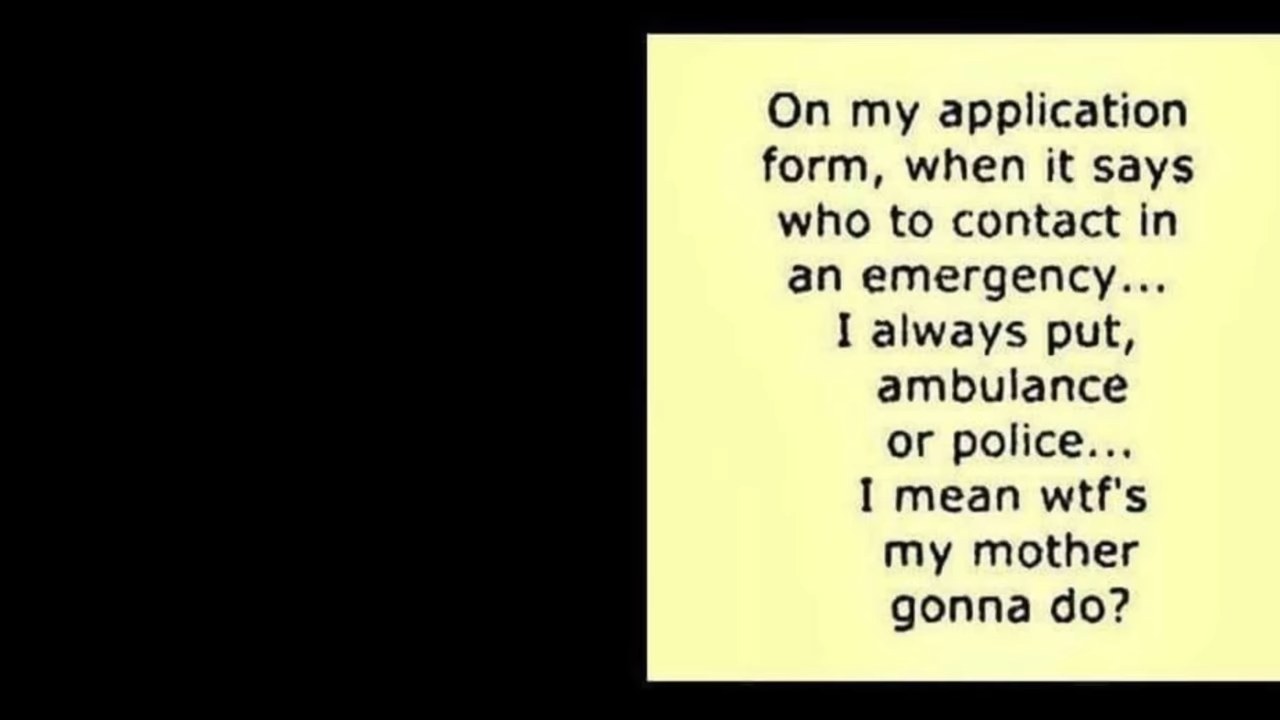 On my application
form, when it says
who to contact in
an emergency...
I always put,
ambulance
or police...
I mean wtf's
my mother
gonna do?